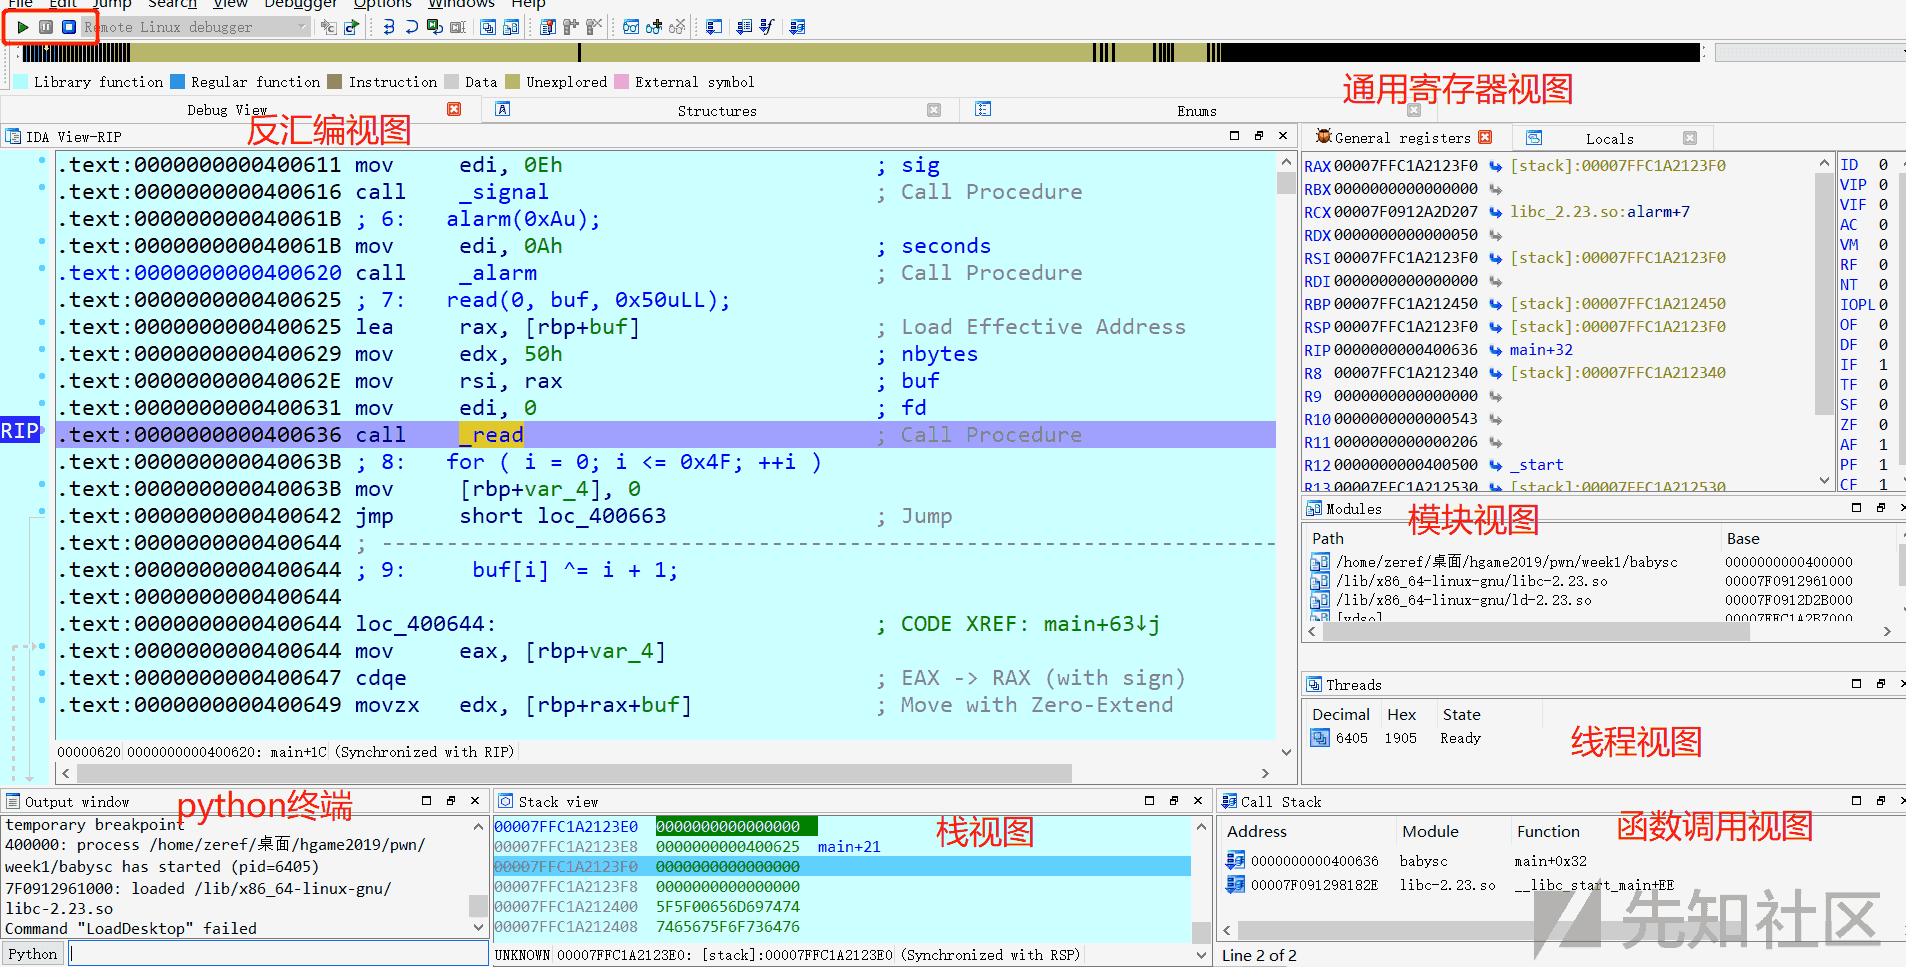 File Edit Jump Search View Debugger Options Windows Help
Remote Linux debugger
Library function Regular function Instruction Data Unexplored External symbol
通用寄存器视图
Debug View Structures Enums
反汇编视图
IDA View-RIP
.text:0000000000400611 mov edi, 0Eh ; sig
.text:0000000000400616 call _signal ; Call Procedure
.text:000000000040061B ; 6: alarm(0xAu);
.text:000000000040061B mov edi, 0Ah ; seconds
.text:0000000000400620 call _alarm ; Call Procedure
.text:0000000000400625 ; 7: read(0, buf, 0x50uLL);
.text:0000000000400625 lea rax, [rbp+buf] ; Load Effective Address
.text:0000000000400629 mov edx, 50h ; nbytes
.text:000000000040062E mov rsi, rax ; buf
.text:0000000000400631 mov edi, 0 ; fd
RIP
.text:0000000000400636 call _read ; Call Procedure
.text:000000000040063B ; 8: for ( i = 0; i <= 0x4F; ++i )
.text:000000000040063B mov [rbp+var_4], 0
.text:0000000000400642 jmp short loc_400663 ; Jump
.text:0000000000400644 ; ---------------------------------------------------------------------
.text:0000000000400644 ; 9: buf[i] ^= i + 1;
.text:0000000000400644
.text:0000000000400644 loc_400644: ; CODE XREF: main+63↓j
.text:0000000000400644 mov eax, [rbp+var_4]
.text:0000000000400647 cdqe ; EAX -> RAX (with sign)
.text:0000000000400649 movzx edx, [rbp+rax+buf] ; Move with Zero-Extend
00000620 0000000000400620: main+1C (Synchronized with RIP)
General registers Locals
RAX 00007FFC1A2123F0 [stack]:00007FFC1A2123F0
RBX 0000000000000000
RCX 00007F0912A2D207 libc_2.23.so:alarm+7
RDX 0000000000000050
RSI 00007FFC1A2123F0 [stack]:00007FFC1A2123F0
RDI 0000000000000000
RBP 00007FFC1A212450 [stack]:00007FFC1A212450
RSP 00007FFC1A2123F0 [stack]:00007FFC1A2123F0
RIP 0000000000400636 main+32
R8 00007FFC1A212340 [stack]:00007FFC1A212340
R9 0000000000000000
R10 0000000000000543
R11 0000000000000206
R12 0000000000400500 _start
R13 00007FFC1A212530 [stack]:00007FFC1A212530
ID 0
VIP 0
VIF 0
AC 0
VM 0
RF 0
NT 0
IOPL 0
OF 0
DF 0
IF 1
TF 0
SF 0
ZF 0
AF 1
PF 1
CF 1
Modules
模块视图
Path Base
/home/zeref/桌面/hgame2019/pwn/week1/babysc 0000000000400000
/lib/x86_64-linux-gnu/libc-2.23.so 00007F0912961000
/lib/x86_64-linux-gnu/ld-2.23.so 00007F0912D2B000
[vdso] 00007FFC1A2B7000
Threads
Decimal Hex State
6405 1905 Ready
线程视图
Output window
python终端
temporary breakpoint
400000: process /home/zeref/桌面/hgame2019/pwn/
week1/babysc has started (pid=6405)
7F0912961000: loaded /lib/x86_64-linux-gnu/
libc-2.23.so
Command "LoadDesktop" failed
Python
Stack view
栈视图
00007FFC1A2123E0 0000000000000000
00007FFC1A2123E8 0000000000400625 main+21
00007FFC1A2123F0 0000000000000000
00007FFC1A2123F8 0000000000000000
00007FFC1A212400 5F5F00656D697474
00007FFC1A212408 7465675F6F736476
UNKNOWN 00007FFC1A2123E0: [stack]:00007FFC1A2123E0 (Synchronized with RSP)
Call Stack
函数调用视图
Address Module Function
0000000000400636 babysc main+0x32
00007F091298182E libc-2.23.so __libc_start_main+EE
Line 2 of 2
先知社区